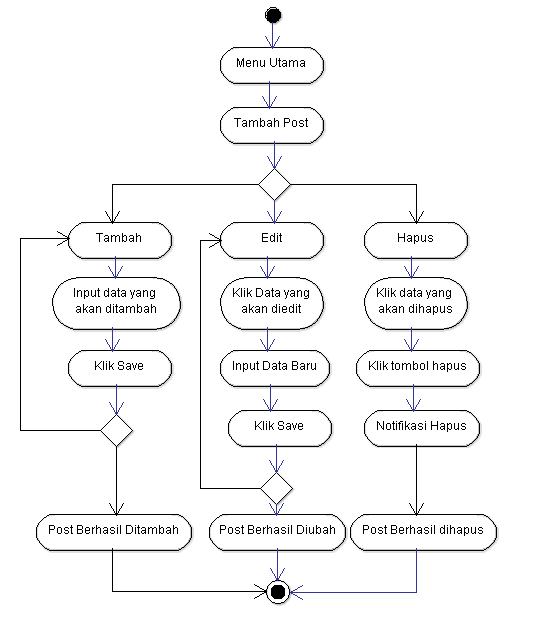 Menu Utama
Tambah Post
Tambah
Edit
Hapus
Input data yang
akan ditambah
Klik Data yang
akan diedit
Klik data yang
akan dihapus
Klik Save
Input Data Baru
Klik tombol hapus
Klik Save
Notifikasi Hapus
Post Berhasil Ditambah
Post Berhasil Diubah
Post Berhasil dihapus